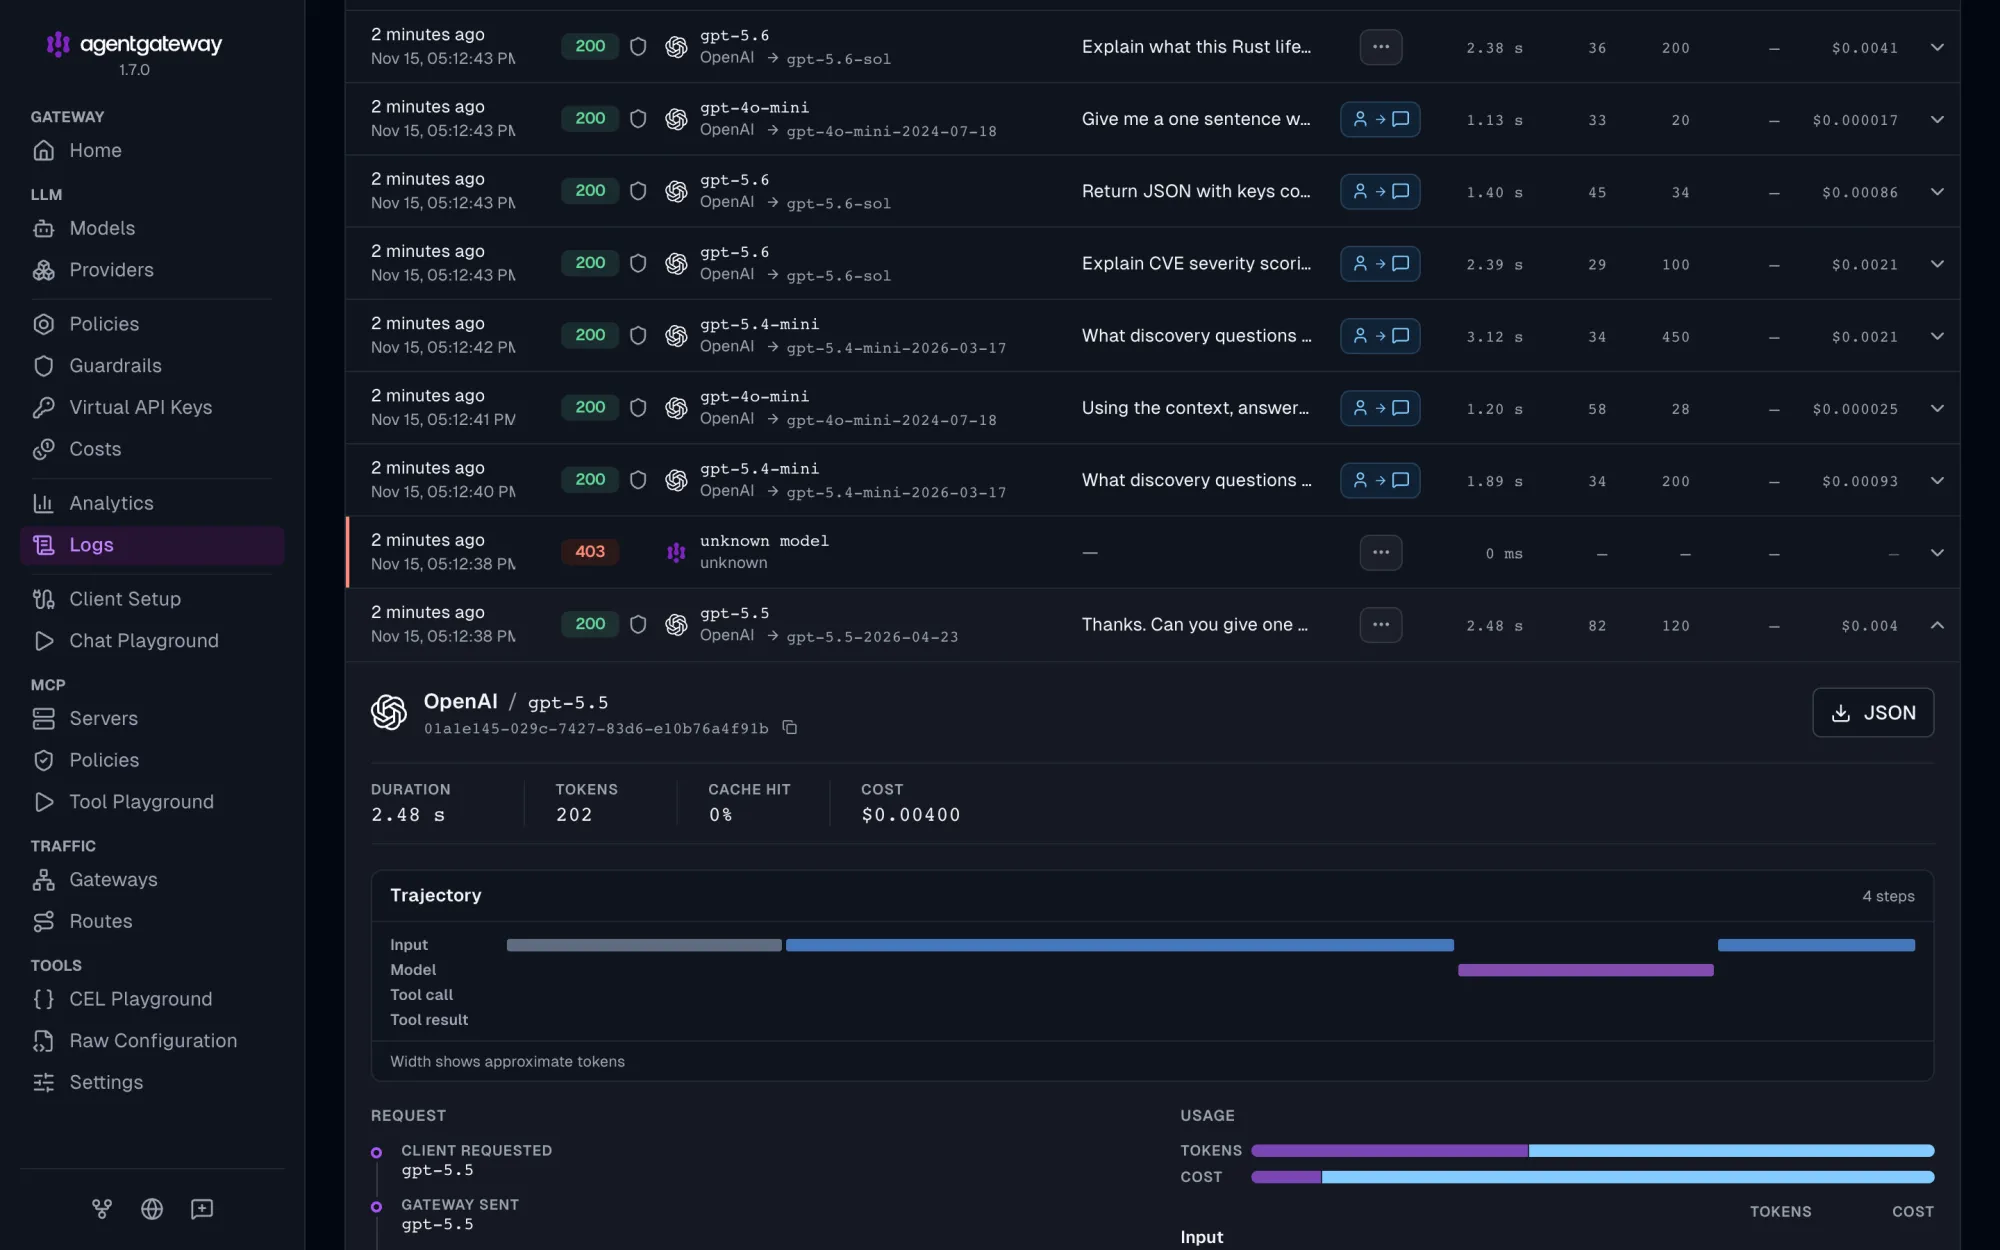 agentgateway
1.7.0
GATEWAY
Home
LLM
Models
Providers
Policies
Guardrails
Virtual API Keys
Costs
Analytics
Logs
Client Setup
Chat Playground
MCP
Servers
Policies
Tool Playground
TRAFFIC
Gateways
Routes
TOOLS
CEL Playground
Raw Configuration
Settings
2 minutes ago 200 gpt-5.6 Explain what this Rust life... 2.38 s 36 200 — $0.0041
Nov 15, 05:12:43 PM OpenAI → gpt-5.6-sol
2 minutes ago 200 gpt-4o-mini Give me a one sentence w... 1.13 s 33 20 — $0.000017
Nov 15, 05:12:43 PM OpenAI → gpt-4o-mini-2024-07-18
2 minutes ago 200 gpt-5.6 Return JSON with keys co... 1.40 s 45 34 — $0.00086
Nov 15, 05:12:43 PM OpenAI → gpt-5.6-sol
2 minutes ago 200 gpt-5.6 Explain CVE severity scori... 2.39 s 29 100 — $0.0021
Nov 15, 05:12:43 PM OpenAI → gpt-5.6-sol
2 minutes ago 200 gpt-5.4-mini What discovery questions ... 3.12 s 34 450 — $0.0021
Nov 15, 05:12:42 PM OpenAI → gpt-5.4-mini-2026-03-17
2 minutes ago 200 gpt-4o-mini Using the context, answer... 1.20 s 58 28 — $0.000025
Nov 15, 05:12:41 PM OpenAI → gpt-4o-mini-2024-07-18
2 minutes ago 200 gpt-5.4-mini What discovery questions ... 1.89 s 34 200 — $0.00093
Nov 15, 05:12:40 PM OpenAI → gpt-5.4-mini-2026-03-17
2 minutes ago 403 unknown model — 0 ms — — — —
Nov 15, 05:12:38 PM unknown
2 minutes ago 200 gpt-5.5 Thanks. Can you give one ... 2.48 s 82 120 — $0.004
Nov 15, 05:12:38 PM OpenAI → gpt-5.5-2026-04-23
OpenAI / gpt-5.5
01a1e145-029c-7427-83d6-e10b76a4f91b
JSON
DURATION TOKENS CACHE HIT COST
2.48 s 202 0% $0.00400
Trajectory 4 steps
Input
Model
Tool call
Tool result
Width shows approximate tokens
REQUEST
CLIENT REQUESTED
gpt-5.5
GATEWAY SENT
gpt-5.5
USAGE
TOKENS
COST
TOKENS COST
Input